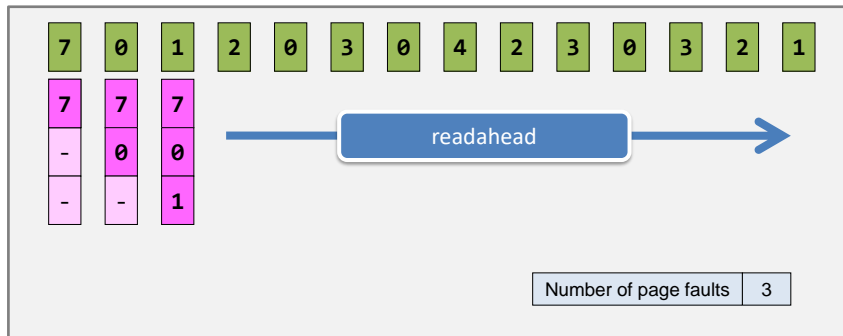 7 0 1 2 0 3 0 4 2 3 0 3 2 1
7 7 7
- 0 0
- - 1
readahead
Number of page faults 3